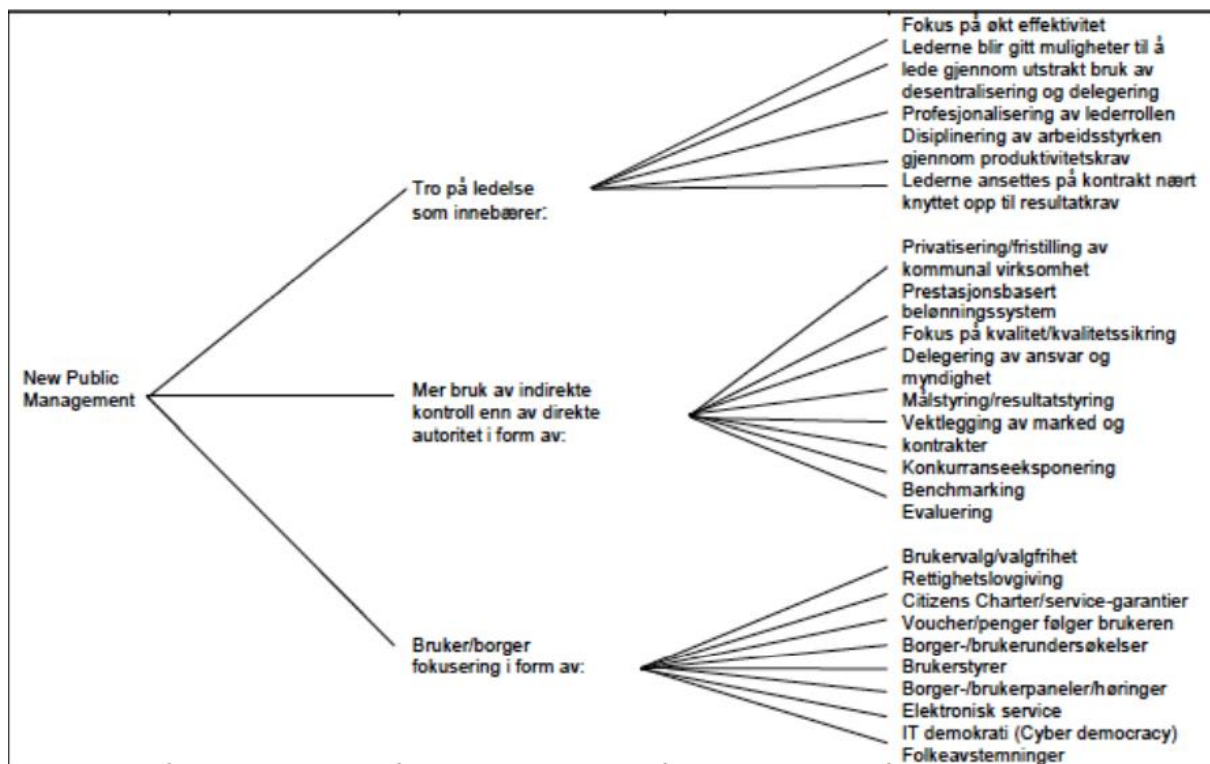 New Public
Management
Tro på ledelse
som innebærer:
Fokus på økt effektivitet
Lederne blir gitt muligheter til å
lede gjennom utstrakt bruk av
desentralisering og delegering
Profesjonalisering av lederrollen
Disiplinering av arbeidsstyrken
gjennom produktivitetskrav
Lederne ansettes på kontrakt nært
knyttet opp til resultatkrav
Mer bruk av indirekte
kontroll enn av direkte
autoritet i form av:
Privatisering/fristilling av
kommunal virksomhet
Prestasjonsbasert
belønningssystem
Fokus på kvalitet/kvalitetssikring
Delegering av ansvar og
myndighet
Målstyring/resultatstyring
Vektlegging av marked og
kontrakter
Konkurranseeksponering
Benchmarking
Evaluering
Bruker/borger
fokusering i form av:
Brukervalg/valgfrihet
Rettighetslovgiving
Citizens Charter/service-garantier
Voucher/penger følger brukeren
Borger-/brukerundersøkelser
Brukerstyrer
Borger-/brukerpaneler/høringer
Elektronisk service
IT demokrati (Cyber democracy)
Folkeavstemninger